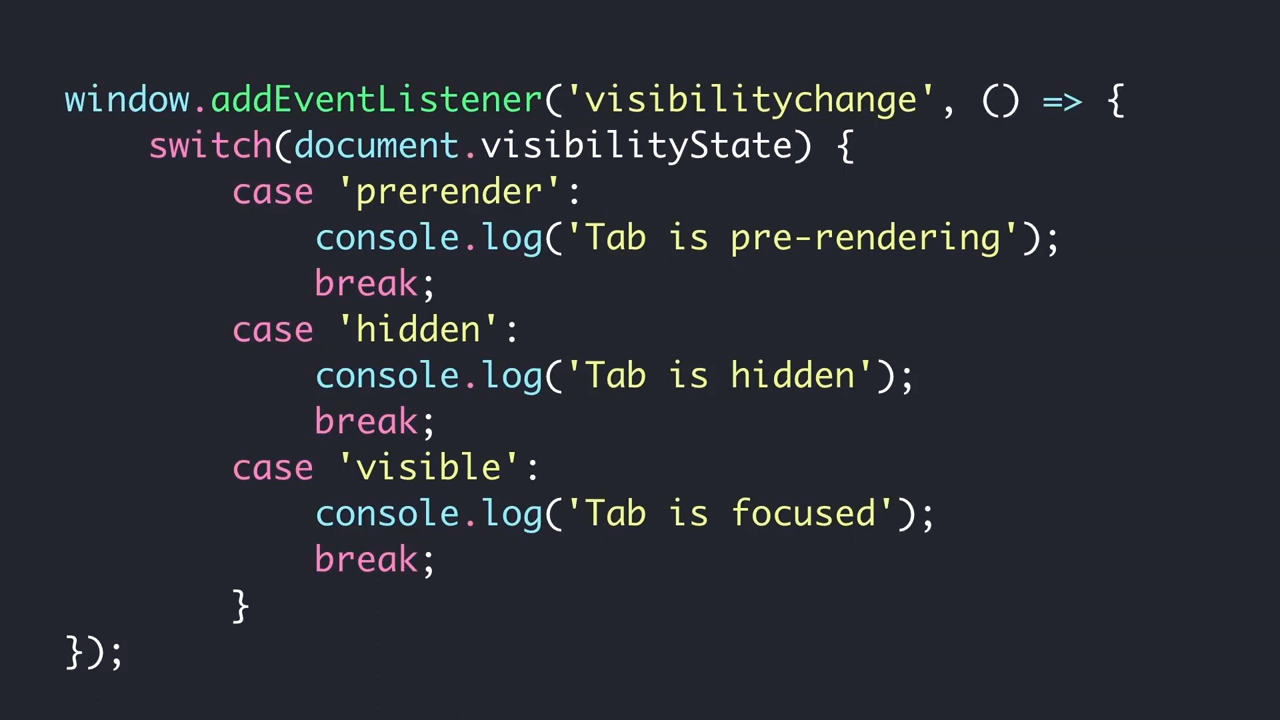 window.addEventListener('visibilitychange', () => {
    switch(document.visibilityState) {
        case 'prerender':
            console.log('Tab is pre-rendering');
            break;
        case 'hidden':
            console.log('Tab is hidden');
            break;
        case 'visible':
            console.log('Tab is focused');
            break;
        }
});